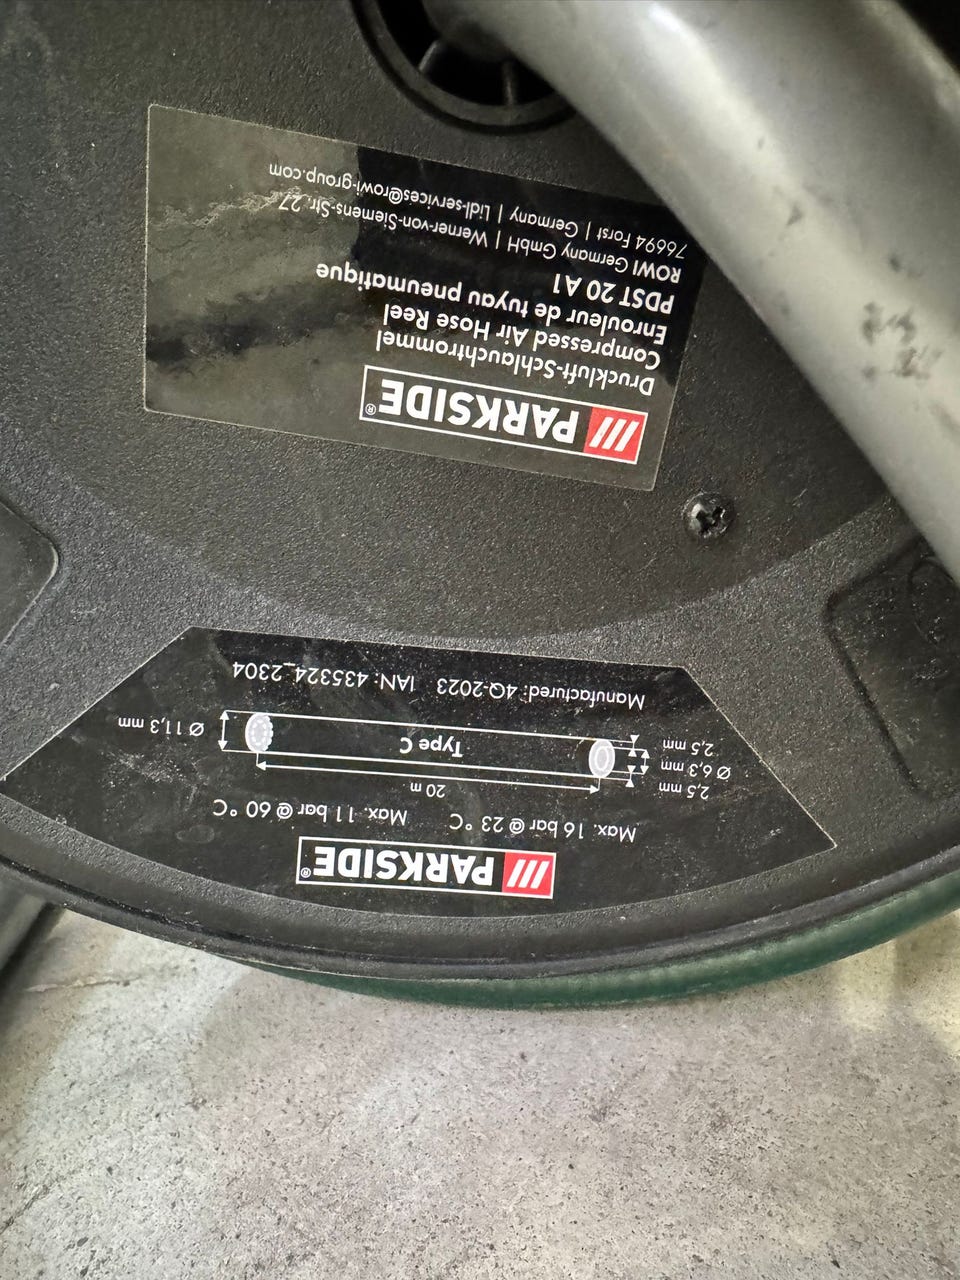 PARKSIDE®
Max. 16 bar @ 23 °C Max. 11 bar @ 60 °C
20 m
2,5 mm
Ø 6,3 mm
2,5 mm
Type C
Ø 11,3 mm
Manufactured: 4Q-2023 IAN: 435324_2304
PARKSIDE®
Druckluft-Schlauchtrommel
Compressed Air Hose Reel
Enrouleur de tuyau pneumatique
PDST 20 A1
ROWI Germany GmbH | Werner-von-Siemens-Str. 27
76694 Forst | Germany | Lidl-services@rowi-group.com